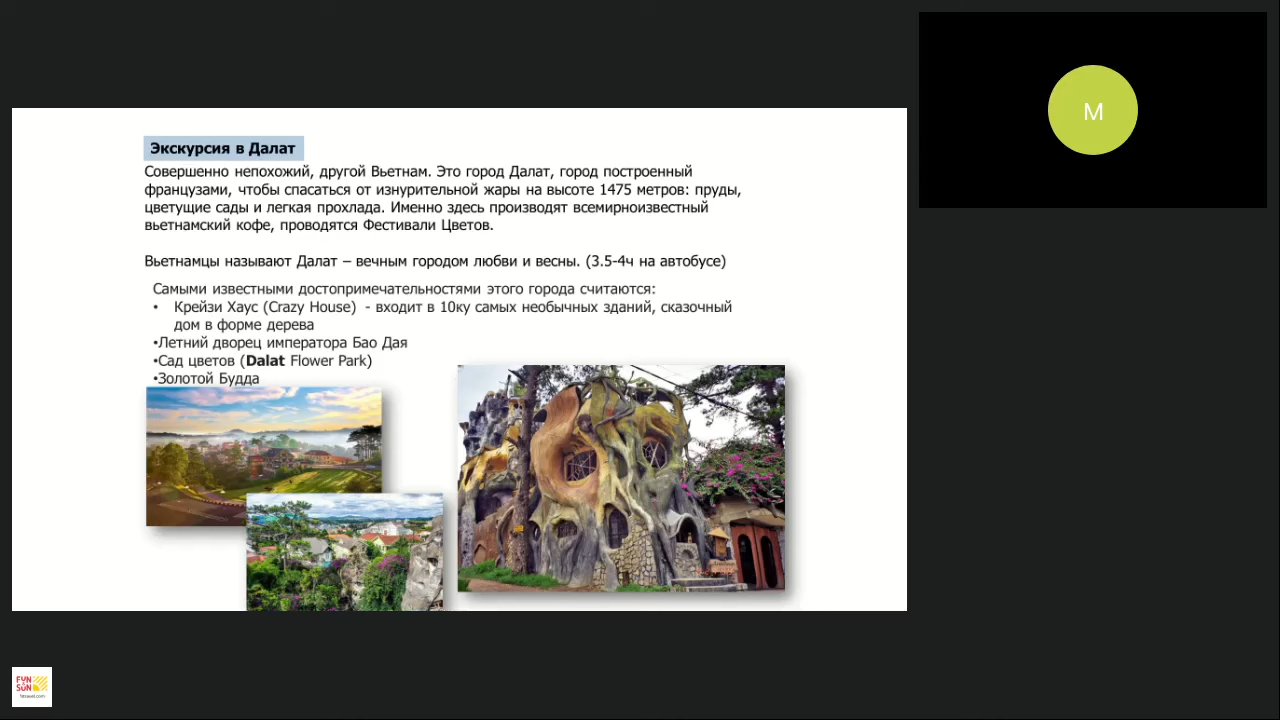 Экскурсия в Далат
Совершенно непохожий, другой Вьетнам. Это город Далат, город построенный
французами, чтобы спасаться от изнурительной жары на высоте 1475 метров: пруды,
цветущие сады и легкая прохлада. Именно здесь производят всемирноизвестный
вьетнамский кофе, проводятся Фестивали Цветов.
Вьетнамцы называют Далат – вечным городом любви и весны. (3.5-4ч на автобусе)
Самыми известными достопримечательностями этого города считаются:
• Крейзи Хаус (Crazy House)  - входит в 10ку самых необычных зданий, сказочный
дом в форме дерева
•Летний дворец императора Бао Дая
•Сад цветов (Dalat Flower Park)
•Золотой Будда
M
FUN
&SUN
fstravel.com